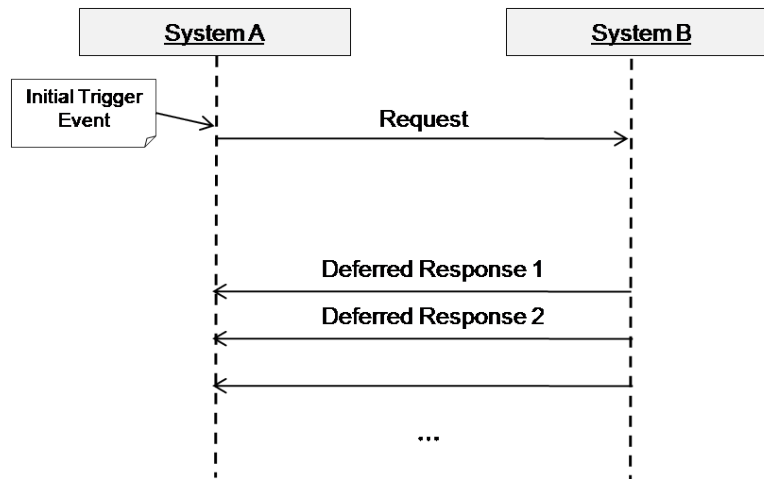 System A
System B
Initial Trigger
Event
Request
Deferred Response 1
Deferred Response 2
...